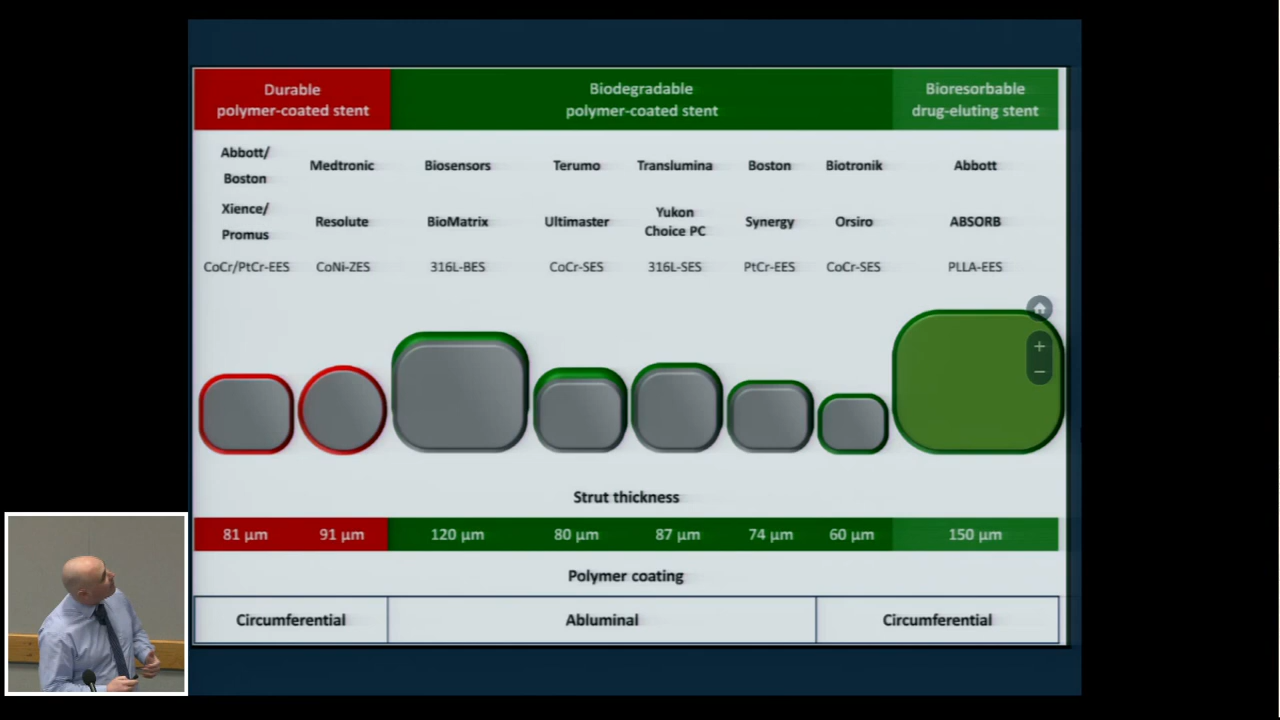 Durable
polymer-coated stent
Biodegradable
polymer-coated stent
Bioresorbable
drug-eluting stent
Abbott/
Boston
Medtronic
Biosensors
Terumo
Translumina
Boston
Biotronik
Abbott
Xience/
Promus
Resolute
BioMatrix
Ultimaster
Yukon
Choice PC
Synergy
Orsiro
ABSORB
CoCr/PtCr-EES
CoNi-ZES
316L-BES
CoCr-SES
316L-SES
PtCr-EES
CoCr-SES
PLLA-EES
+
−
Strut thickness
81 μm
91 μm
120 μm
80 μm
87 μm
74 μm
60 μm
150 μm
Polymer coating
Circumferential
Abluminal
Circumferential